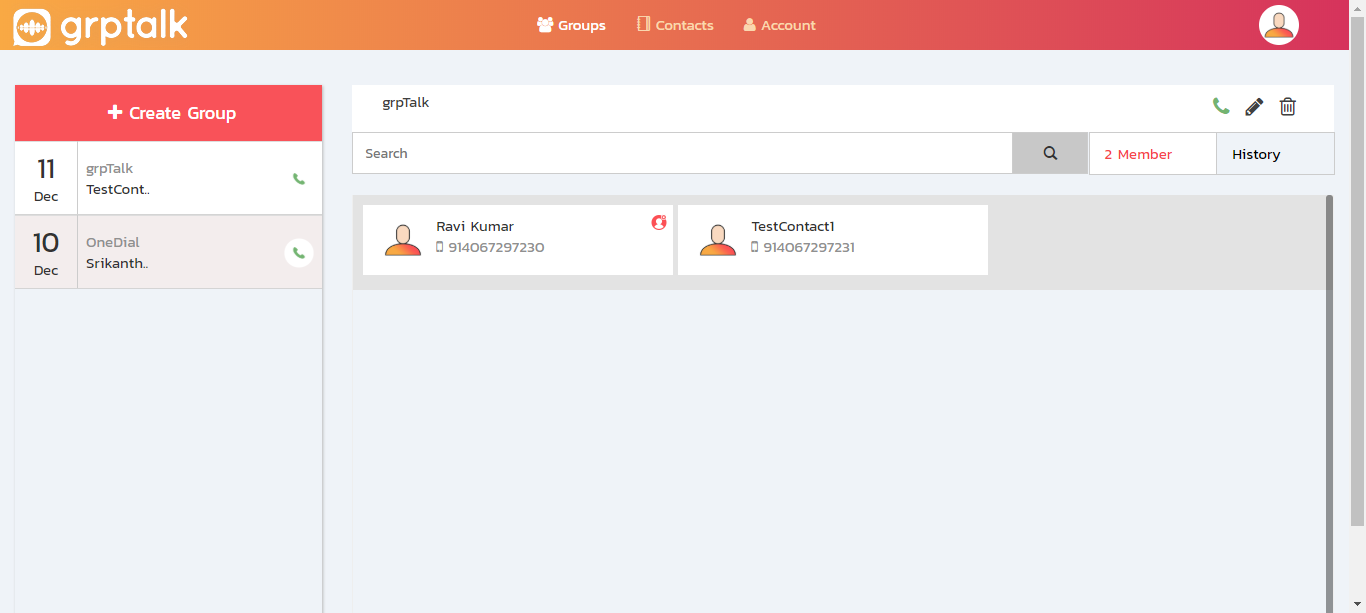 grptalk
Groups Contacts Account
Create Group
11 Dec
grpTalk
TestCont..
10 Dec
OneDial
Srikanth..
grpTalk
Search
2 Member
History
Ravi Kumar
914067297230
TestContact1
914067297231